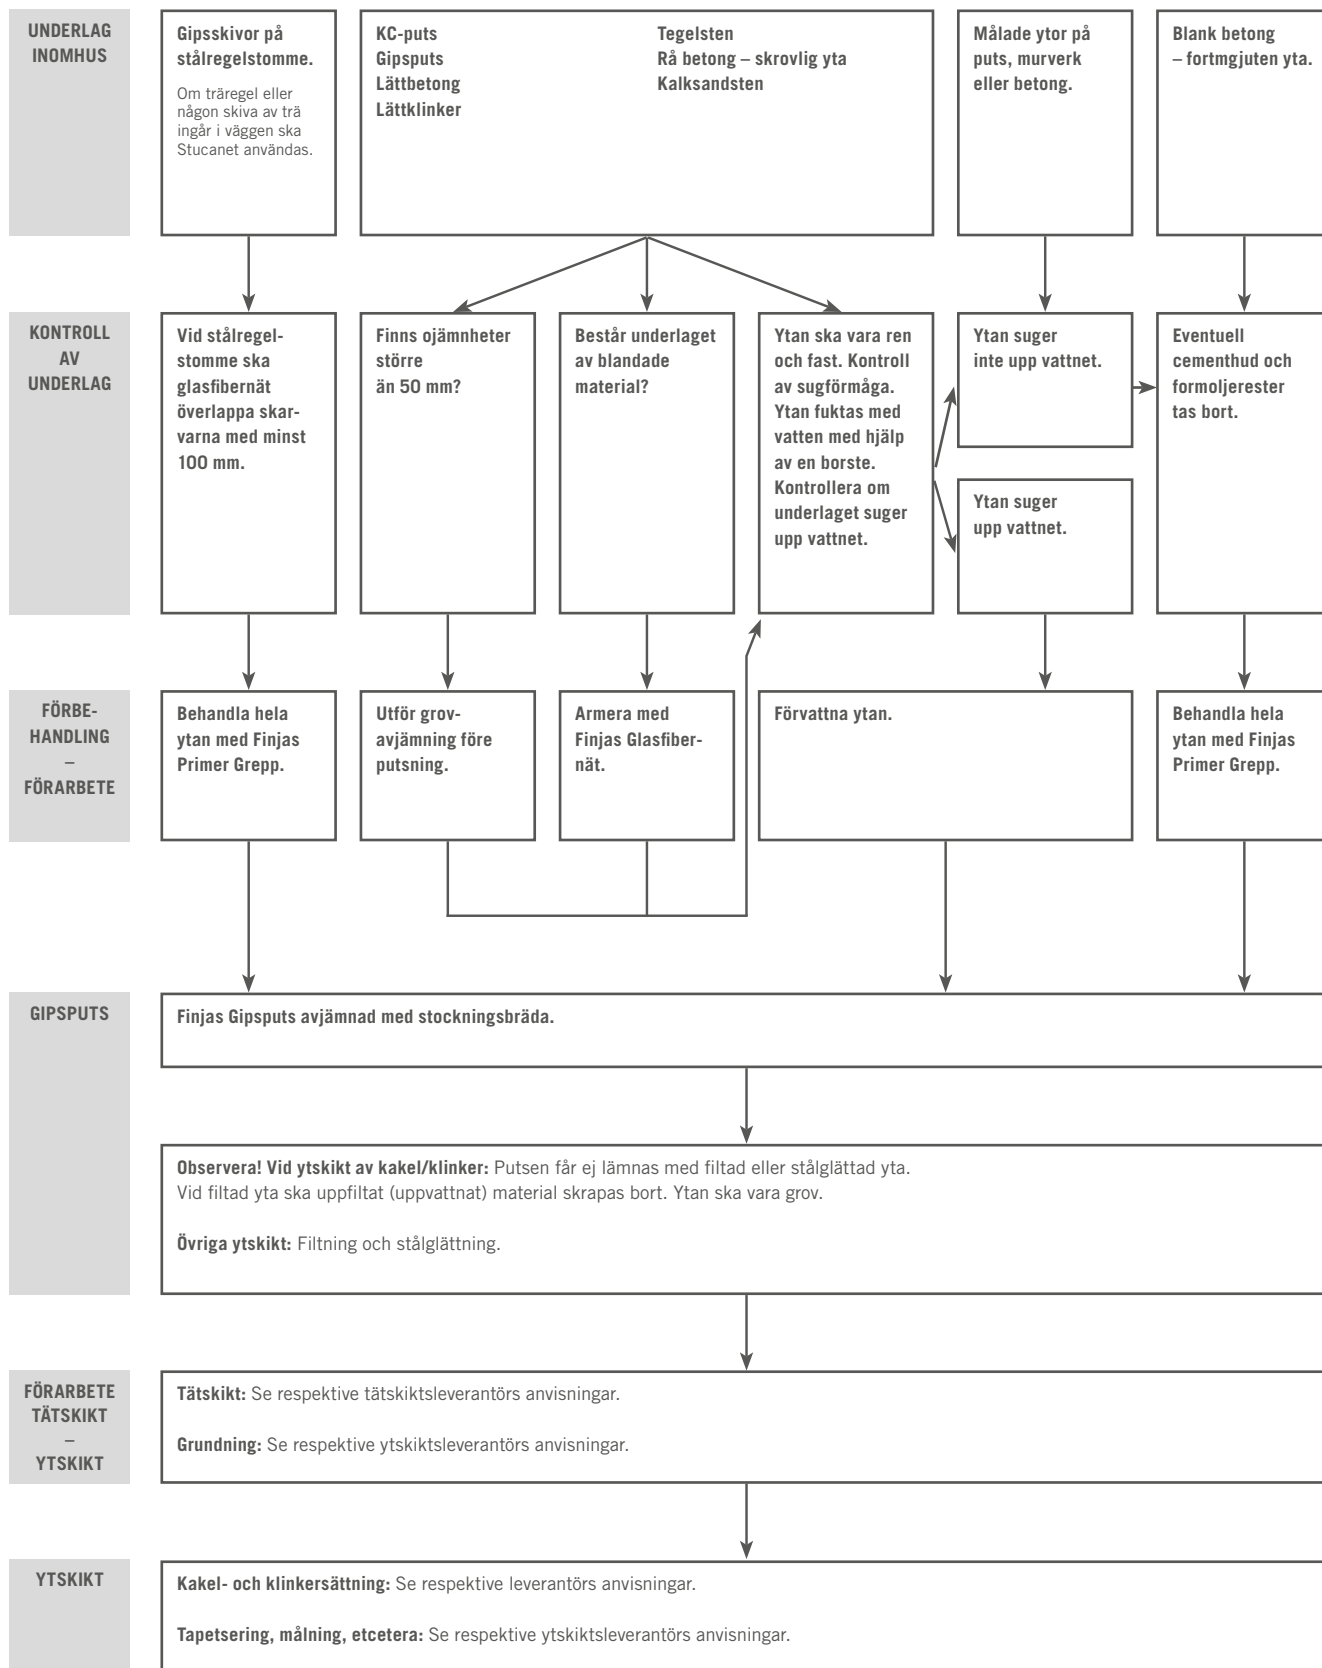 UNDERLAG
INOMHUS
Gipsskivor på
stålregelstomme.
Om träregel eller
någon skiva av trä
ingår i väggen ska
Stucanet användas.
KC-puts
Gipsputs
Lättbetong
Lättklinker
Tegelsten
Rå betong – skrovlig yta
Kalksandsten
Målade ytor på
puts, murverk
eller betong.
Blank betong
– fortmgjuten yta.
KONTROLL
AV
UNDERLAG
Vid stålregel-
stomme ska
glasfibernät
överlappa skar-
varna med minst
100 mm.
Finns ojämnheter
större
än 50 mm?
Består underlaget
av blandade
material?
Ytan ska vara ren
och fast. Kontroll
av sugförmåga.
Ytan fuktas med
vatten med hjälp
av en borste.
Kontrollera om
underlaget suger
upp vattnet.
Ytan suger
inte upp vattnet.
Ytan suger
upp vattnet.
Eventuell
cementhud och
formoljerester
tas bort.
FÖRBE-
HANDLING
–
FÖRARBETE
Behandla hela
ytan med Finjas
Primer Grepp.
Utför grov-
avjämning före
putsning.
Armera med
Finjas Glasfiber-
nät.
Förvattna ytan.
Behandla hela
ytan med Finjas
Primer Grepp.
GIPSPUTS
Finjas Gipsputs avjämnad med stockningsbräda.
Observera! Vid ytskikt av kakel/klinker: Putsen får ej lämnas med filtad eller stålglättad yta.
Vid filtad yta ska uppfiltat (uppvattnat) material skrapas bort. Ytan ska vara grov.
Övriga ytskikt: Filtning och stålglättning.
FÖRARBETE
TÄTSKIKT
–
YTSKIKT
Tätskikt: Se respektive tätskiktsleverantörs anvisningar.
Grundning: Se respektive ytskiktsleverantörs anvisningar.
YTSKIKT
Kakel- och klinkersättning: Se respektive leverantörs anvisningar.
Tapetsering, målning, etcetera: Se respektive ytskiktsleverantörs anvisningar.